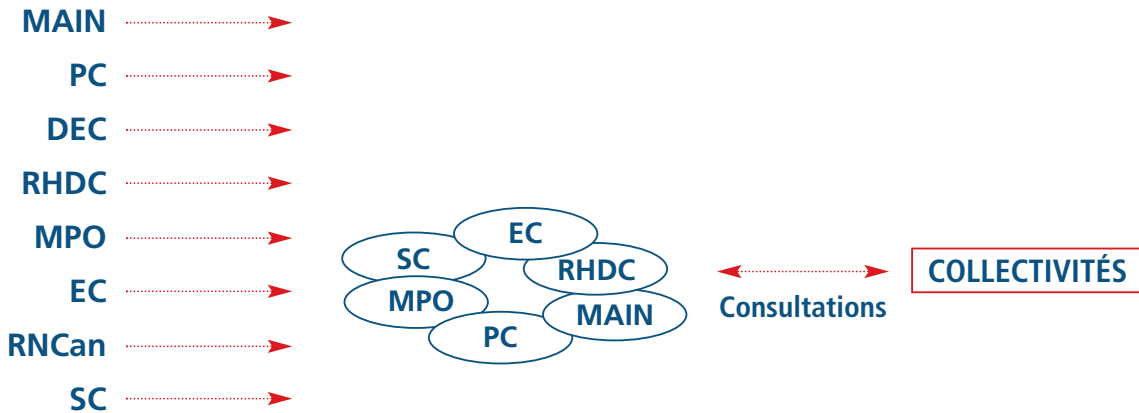 MAIN
PC
DEC
RHDC
MPO
EC
RNCan
SC
EC
SC
RHDC
MPO
MAIN
PC
Consultations
COLLECTIVITÉS